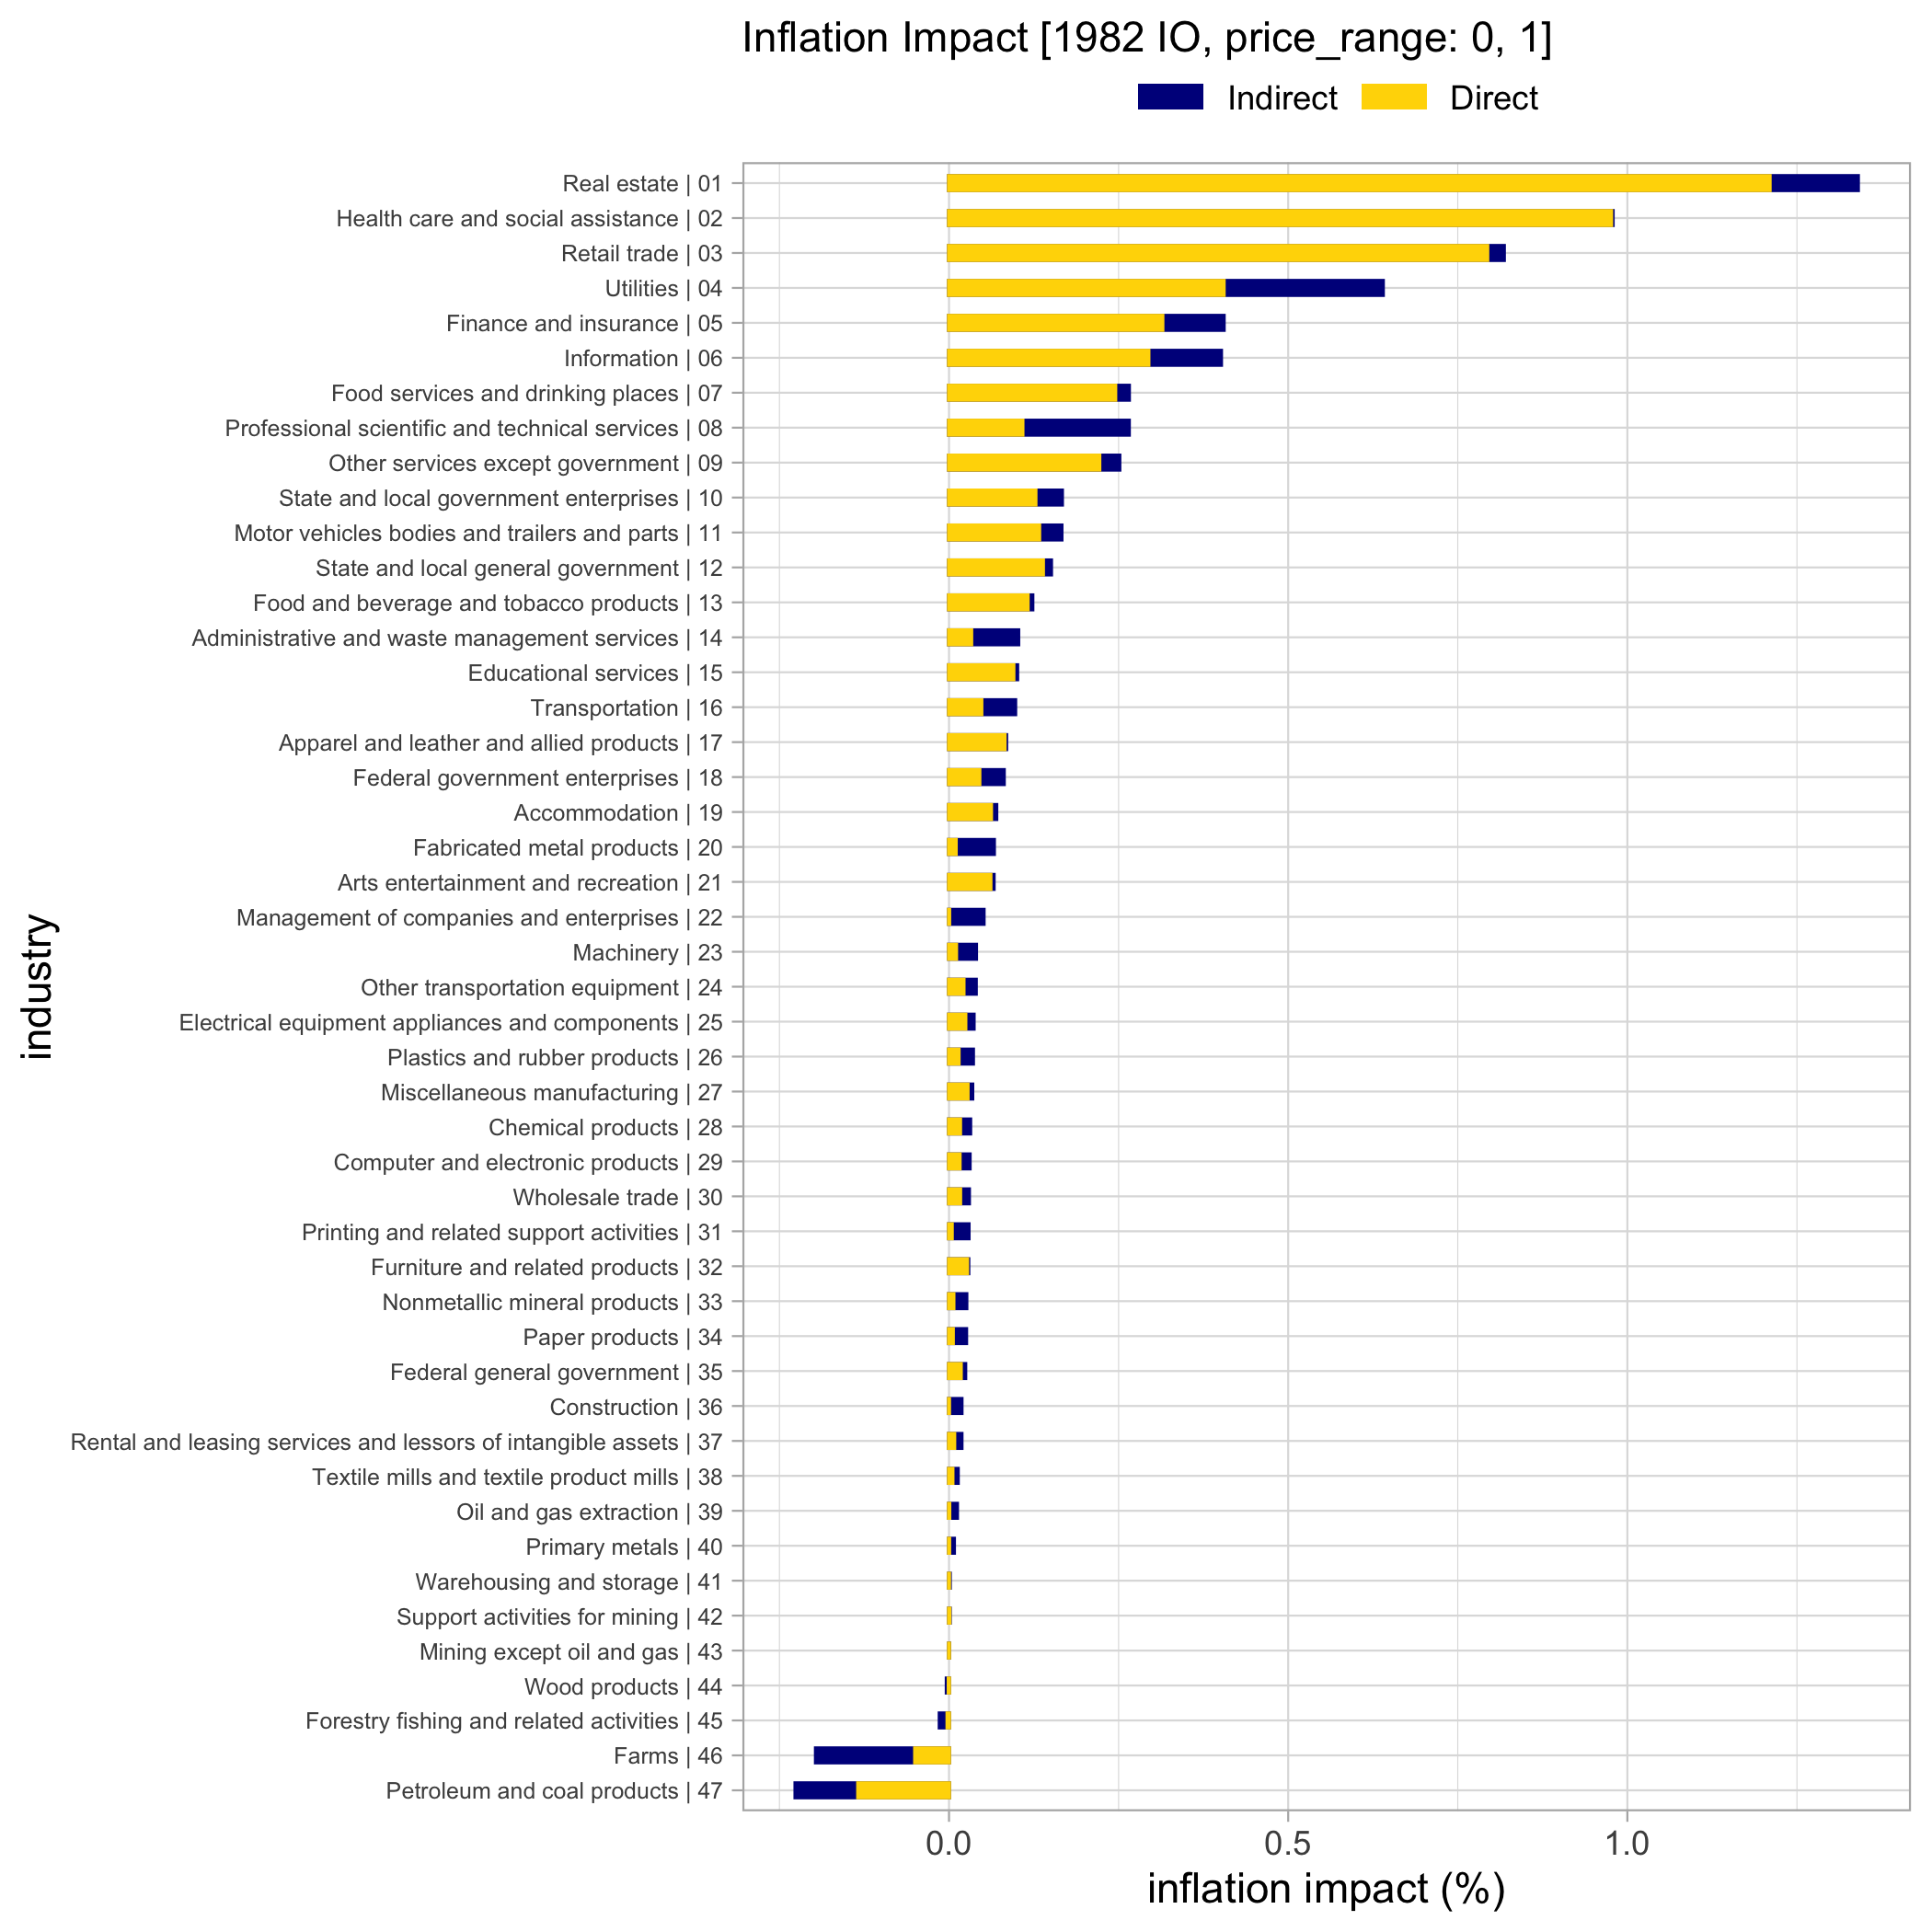 Inflation Impact [1982 IO, price_range: 0, 1]
Indirect Direct
Real estate | 01
Health care and social assistance | 02
Retail trade | 03
Utilities | 04
Finance and insurance | 05
Information | 06
Food services and drinking places | 07
Professional scientific and technical services | 08
Other services except government | 09
State and local government enterprises | 10
Motor vehicles bodies and trailers and parts | 11
State and local general government | 12
Food and beverage and tobacco products | 13
Administrative and waste management services | 14
Educational services | 15
Transportation | 16
Apparel and leather and allied products | 17
Federal government enterprises | 18
Accommodation | 19
Fabricated metal products | 20
Arts entertainment and recreation | 21
Management of companies and enterprises | 22
Machinery | 23
Other transportation equipment | 24
Electrical equipment appliances and components | 25
Plastics and rubber products | 26
Miscellaneous manufacturing | 27
Chemical products | 28
Computer and electronic products | 29
Wholesale trade | 30
Printing and related support activities | 31
Furniture and related products | 32
Nonmetallic mineral products | 33
Paper products | 34
Federal general government | 35
Construction | 36
Rental and leasing services and lessors of intangible assets | 37
Textile mills and textile product mills | 38
Oil and gas extraction | 39
Primary metals | 40
Warehousing and storage | 41
Support activities for mining | 42
Mining except oil and gas | 43
Wood products | 44
Forestry fishing and related activities | 45
Farms | 46
Petroleum and coal products | 47
industry
0.0 0.5 1.0
inflation impact (%)